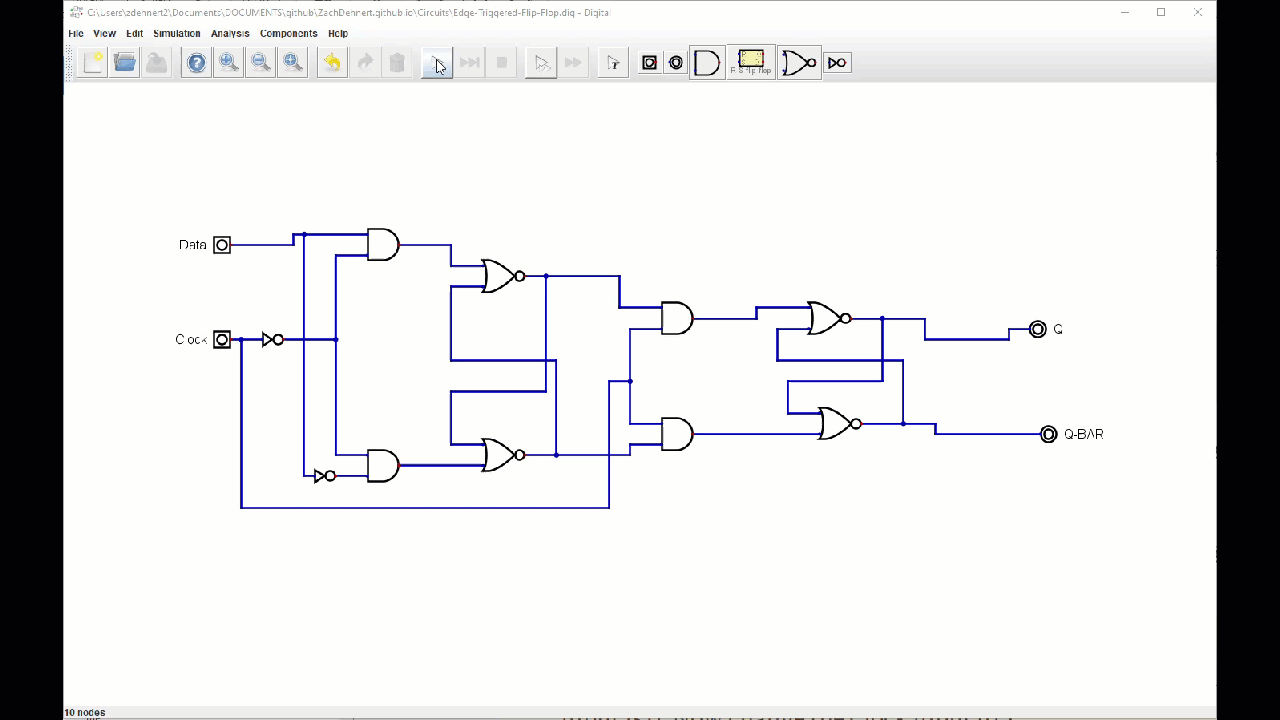 C:\Users\zdennert2\Documents\DOCUMENTS\github\ZachDennert.github.io\Circuits\Edge-Triggered-Flip-Flop.dig - Digital
File View Edit Simulation Analysis Components Help
R-S flip flop
Data
Clock
Q
Q-BAR
10 nodes